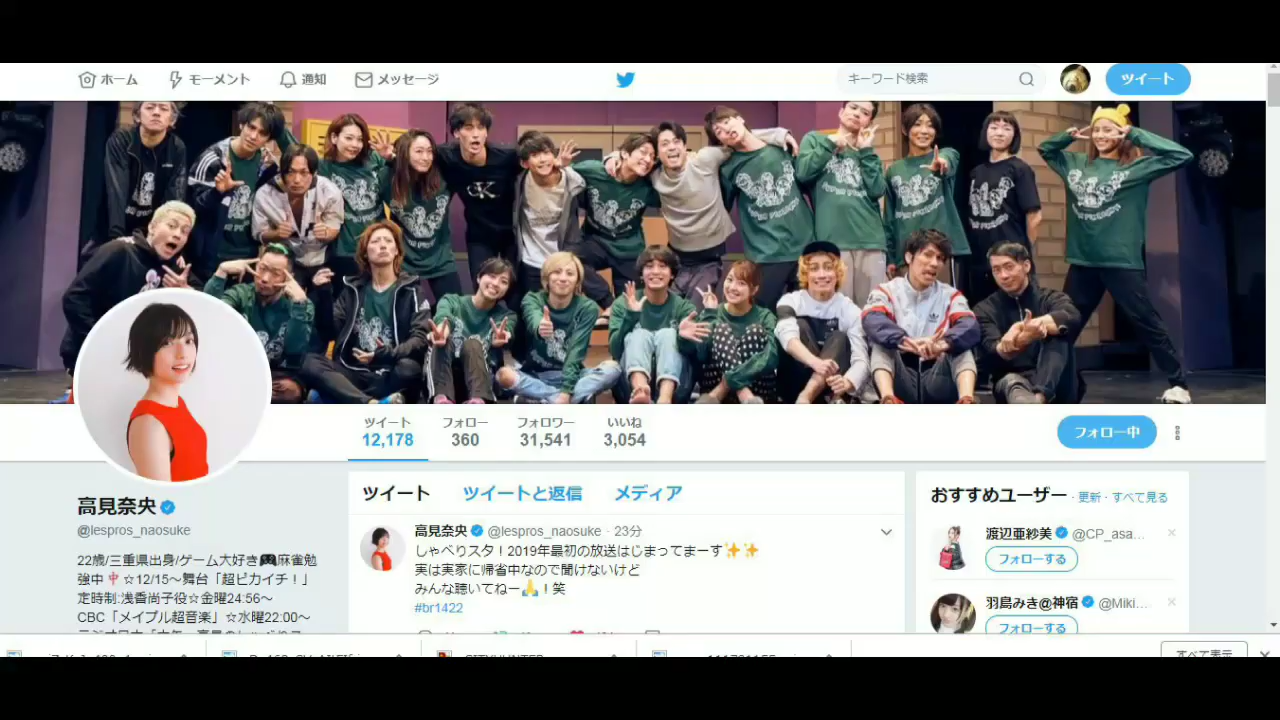 ホーム
モーメント
通知
メッセージ
キーワード検索
ツイート
ツイート
12,178
フォロー
360
フォロワー
31,541
いいね
3,054
フォロー中
高見奈央
@lespros_naosuke
22歳/三重県出身/ゲーム大好き🎮麻雀勉
強中🀄☆12/15〜舞台「超ピカイチ！」
定時制:浅香尚子役☆金曜24:56〜
CBC「メイプル超音楽」☆水曜22:00〜
ツイート
ツイートと返信
メディア
高見奈央 @lespros_naosuke · 23分
しゃべりスタ！2019年最初の放送はじまってまーす✨✨
実は実家に帰省中なので聞けないけど
みんな聴いてねー🙏！笑
#br1422
おすすめユーザー · 更新 · すべて見る
渡辺亜紗美 @CP_asa...
フォローする
羽島みき@神宿 @Miki...
フォローする
すべて表示